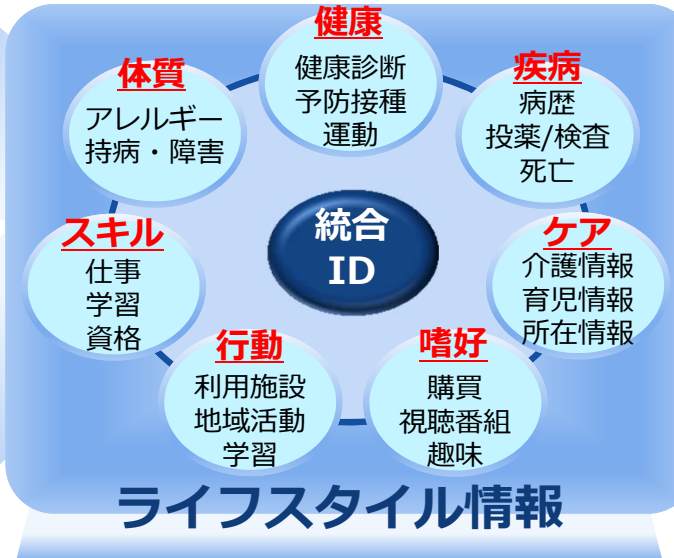 健康
健康診断
予防接種
運動
体質
アレルギー
持病・障害
疾病
病歴
投薬/検査
死亡
統合
ID
スキル
仕事
学習
資格
ケア
介護情報
育児情報
所在情報
行動
利用施設
地域活動
学習
嗜好
購買
視聴番組
趣味
ライフスタイル情報